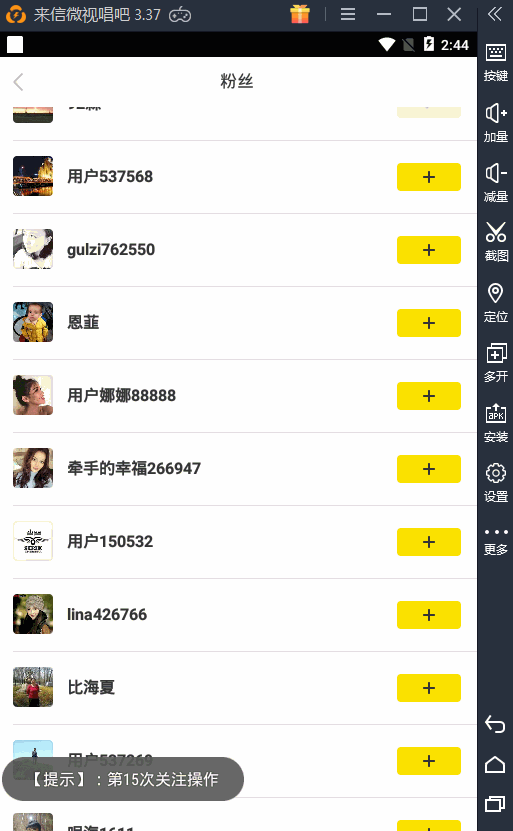 来信微视唱吧 3.37
2:44
粉丝
用户537568
gulzi762550
恩菲
用户娜娜88888
牵手的幸福266947
用户150532
lina426766
比海夏
用户537269
【提示】：第15次关注操作
按键
加量
减量
截图
定位
多开
APK
安装
设置
更多